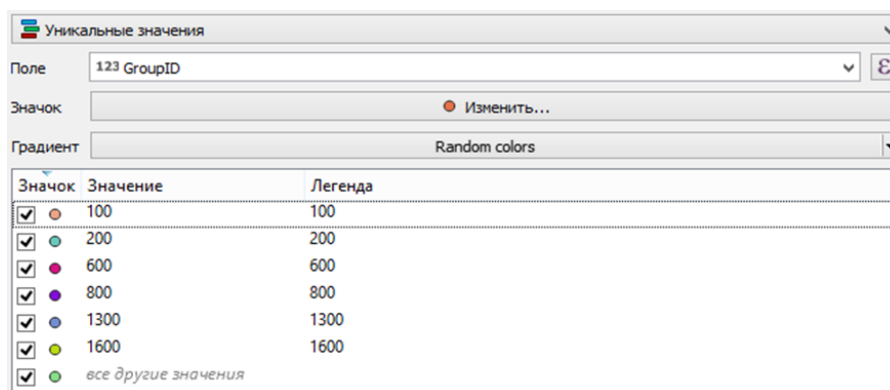 Уникальные значения
Поле 123 GroupID ε
Значок Изменить...
Градиент Random colors
Значок Значение Легенда
100 100
200 200
600 600
800 800
1300 1300
1600 1600
все другие значения